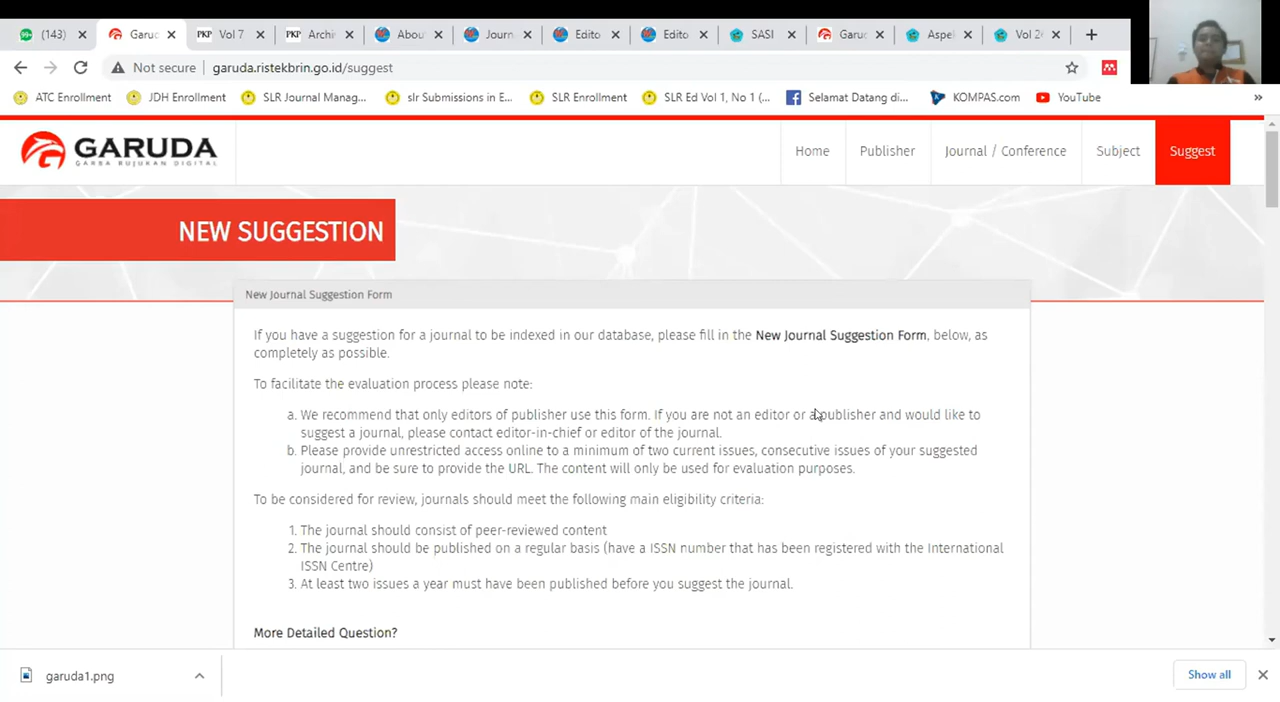 (143)
Garuc
Vol 7
Archi
Abou
Journ
Edito
Edito
SASI
Garuc
Aspel
Vol 2
Not secure
garuda.ristekbrin.go.id/suggest
ATC Enrollment
JDH Enrollment
SLR Journal Manag...
slr Submissions in E...
SLR Enrollment
SLR Ed Vol 1, No 1 (...
Selamat Datang di...
KOMPAS.com
YouTube
GARUDA
GARBA RUJUKAN DIGITAL
Home
Publisher
Journal / Conference
Subject
Suggest
NEW SUGGESTION
New Journal Suggestion Form
If you have a suggestion for a journal to be indexed in our database, please fill in the New Journal Suggestion Form, below, as
completely as possible.
To facilitate the evaluation process please note:
a. We recommend that only editors of publisher use this form. If you are not an editor or a publisher and would like to
suggest a journal, please contact editor-in-chief or editor of the journal.
b. Please provide unrestricted access online to a minimum of two current issues, consecutive issues of your suggested
journal, and be sure to provide the URL. The content will only be used for evaluation purposes.
To be considered for review, journals should meet the following main eligibility criteria:
1. The journal should consist of peer-reviewed content
2. The journal should be published on a regular basis (have a ISSN number that has been registered with the International
ISSN Centre)
3. At least two issues a year must have been published before you suggest the journal.
More Detailed Question?
garuda1.png
Show all